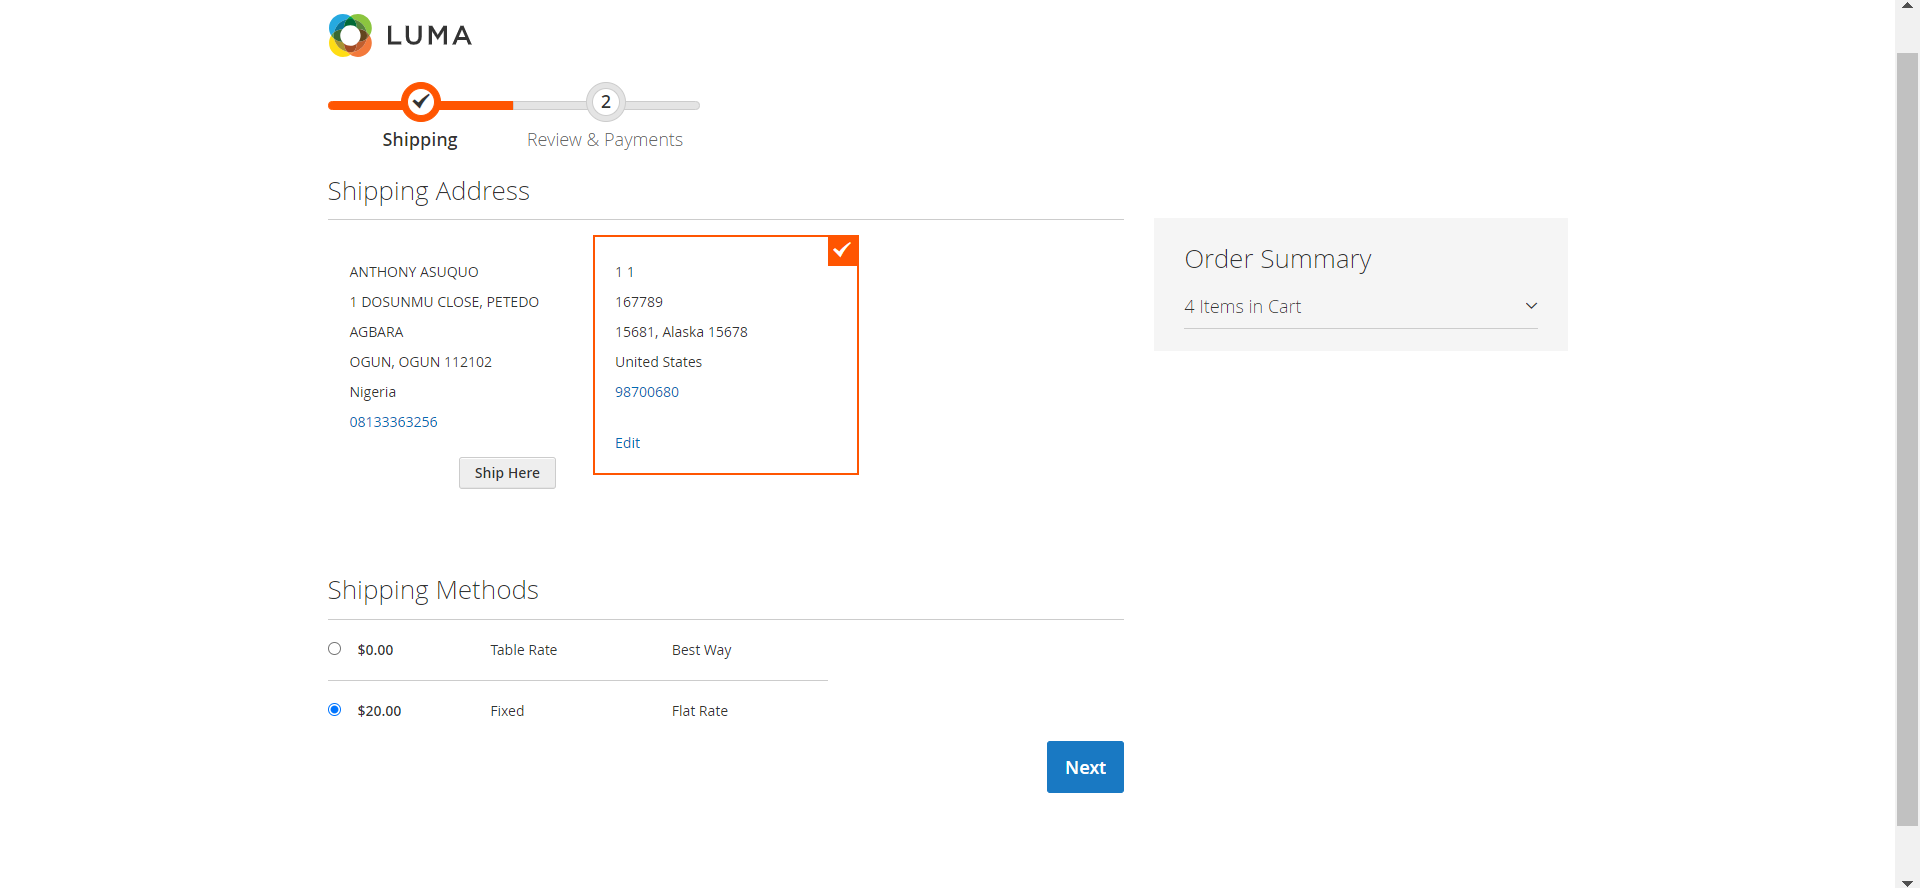 LUMA
2
Shipping
Review & Payments
Shipping Address
ANTHONY ASUQUO
1 DOSUNMU CLOSE, PETEDO
AGBARA
OGUN, OGUN 112102
Nigeria
08133363256
Ship Here
1 1
167789
15681, Alaska 15678
United States
98700680
Edit
Order Summary
4 Items in Cart
Shipping Methods
$0.00 Table Rate Best Way
$20.00 Fixed Flat Rate
Next